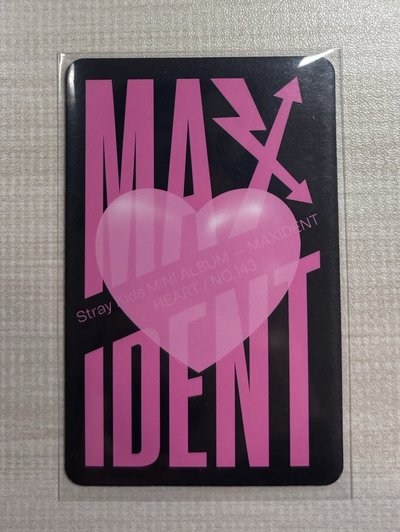 MAX
IDENT
Stray Kids MINI ALBUM — MAXIDENT
HEART / NO.143